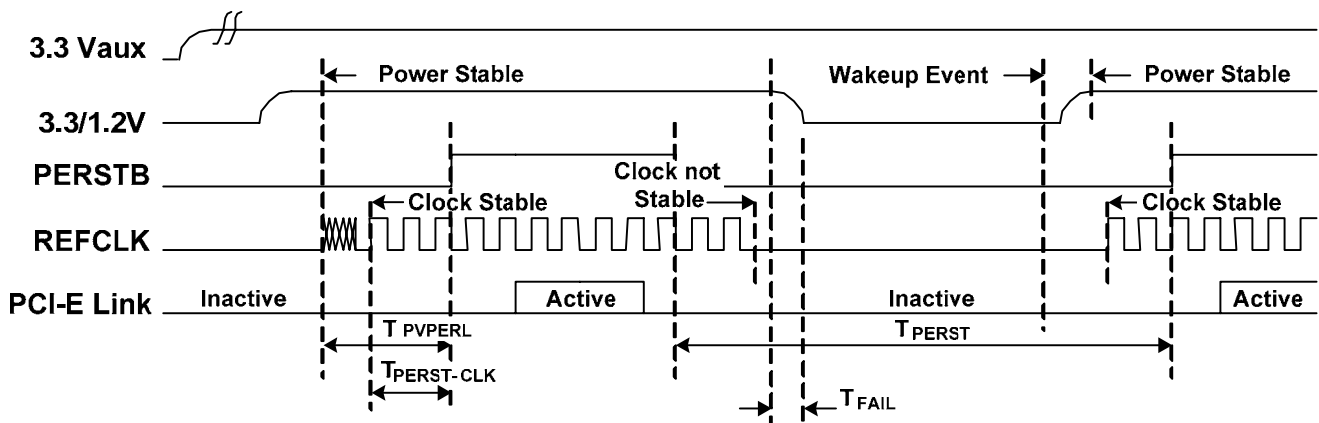 3.3 Vaux
Power Stable
Wakeup Event
Power Stable
3.3/1.2V
PERSTB
Clock not
Stable
Clock Stable
Clock Stable
REFCLK
PCI-E Link
Inactive
Active
Inactive
Active
T PVPERL
TPERST
TPERST-CLK
TFAIL